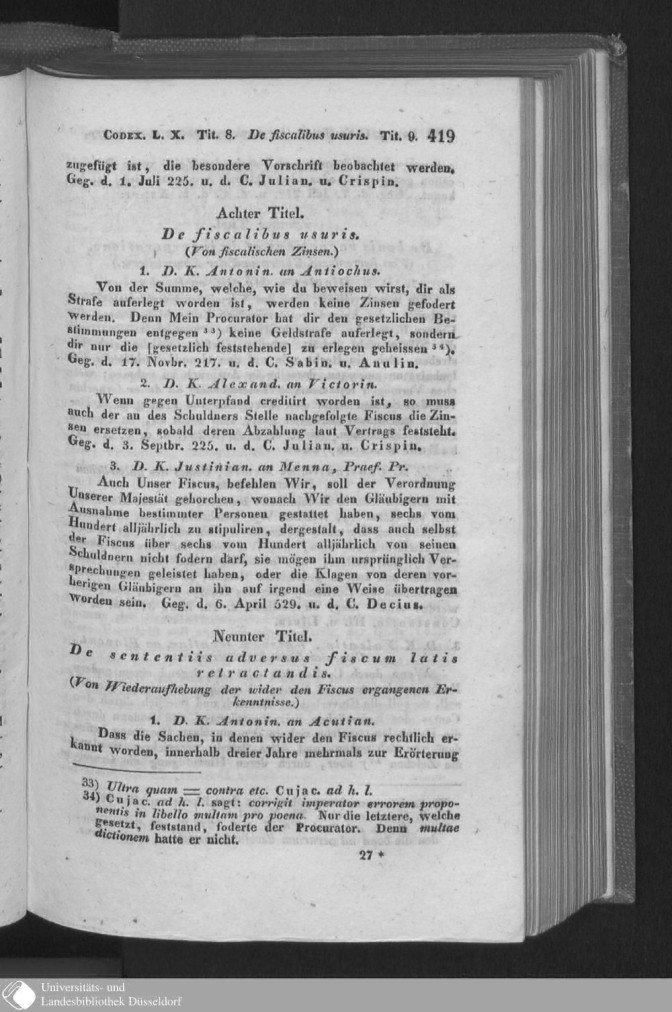 CODEX. L. X. Tit. 8. De fiscalibus usuris. Tit. 9. 419
zugefügt ist, die besondere Vorschrift beobachtet werden.
Geg. d. 1. Juli 225. u. d. C. Julian. u. Crispin.
Achter Titel.
De fiscalibus usuris.
(Von fiscalischen Zinsen.)
1. D. K. Antonin. an Antiochus.
Von der Summe, welche, wie du beweisen wirst, dir als
Strafe auferlegt worden ist, werden keine Zinsen gefodert
werden. Denn Mein Procurator hat dir den gesetzlichen Be-
stimmungen entgegen 33) keine Geldstrafe auferlegt, sondern
dir nur die [gesetzlich feststehende] zu erlegen geheissen 34).
Geg. d. 17. Novbr. 217. u. d. C. Sabin. u. Anulin.
2. D. K. Alexand. an Victorin.
Wenn gegen Unterpfand creditirt worden ist, so muss
auch der an des Schuldners Stelle nachgefolgte Fiscus die Zin-
sen ersetzen, sobald deren Abzahlung laut Vertrags feststeht.
Geg. d. 3. Septbr. 225. u. d. C. Julian. u. Crispin.
3. D. K. Justinian. an Menna, Praef. Pr.
Auch Unser Fiscus, befehlen Wir, soll der Verordnung
Unserer Majestät gehorchen, wonach Wir den Gläubigern mit
Ausnahme bestimmter Personen gestattet haben, sechs vom
Hundert alljährlich zu stipuliren, dergestalt, dass auch selbst
der Fiscus über sechs vom Hundert alljährlich von seinen
Schuldnern nicht fodern darf, sie mögen ihm ursprünglich Ver-
sprechungen geleistet haben, oder die Klagen von deren vor-
herigen Gläubigern an ihn auf irgend eine Weise übertragen
worden sein. Geg. d. 6. April 529. u. d. C. Decius.
Neunter Titel.
De sententiis adversus fiscum latis
retractandis.
(Von Wiederaufhebung der wider den Fiscus ergangenen Er-
kenntnisse.)
1. D. K. Antonin. an Acutian.
Dass die Sachen, in denen wider den Fiscus rechtlich er-
kannt worden, innerhalb dreier Jahre mehrmals zur Erörterung
33) Ultra quam = contra etc. Cujac. ad h. l.
34) Cujac. ad h. l. sagt: corrigit imperator errorem propo-
nentis in libello multam pro poena. Nur die letztere, welche
gesetzt, feststand, foderte der Procurator. Denn multae
dictionem hatte er nicht.
27 *
Universitäts- und
Landesbibliothek Düsseldorf